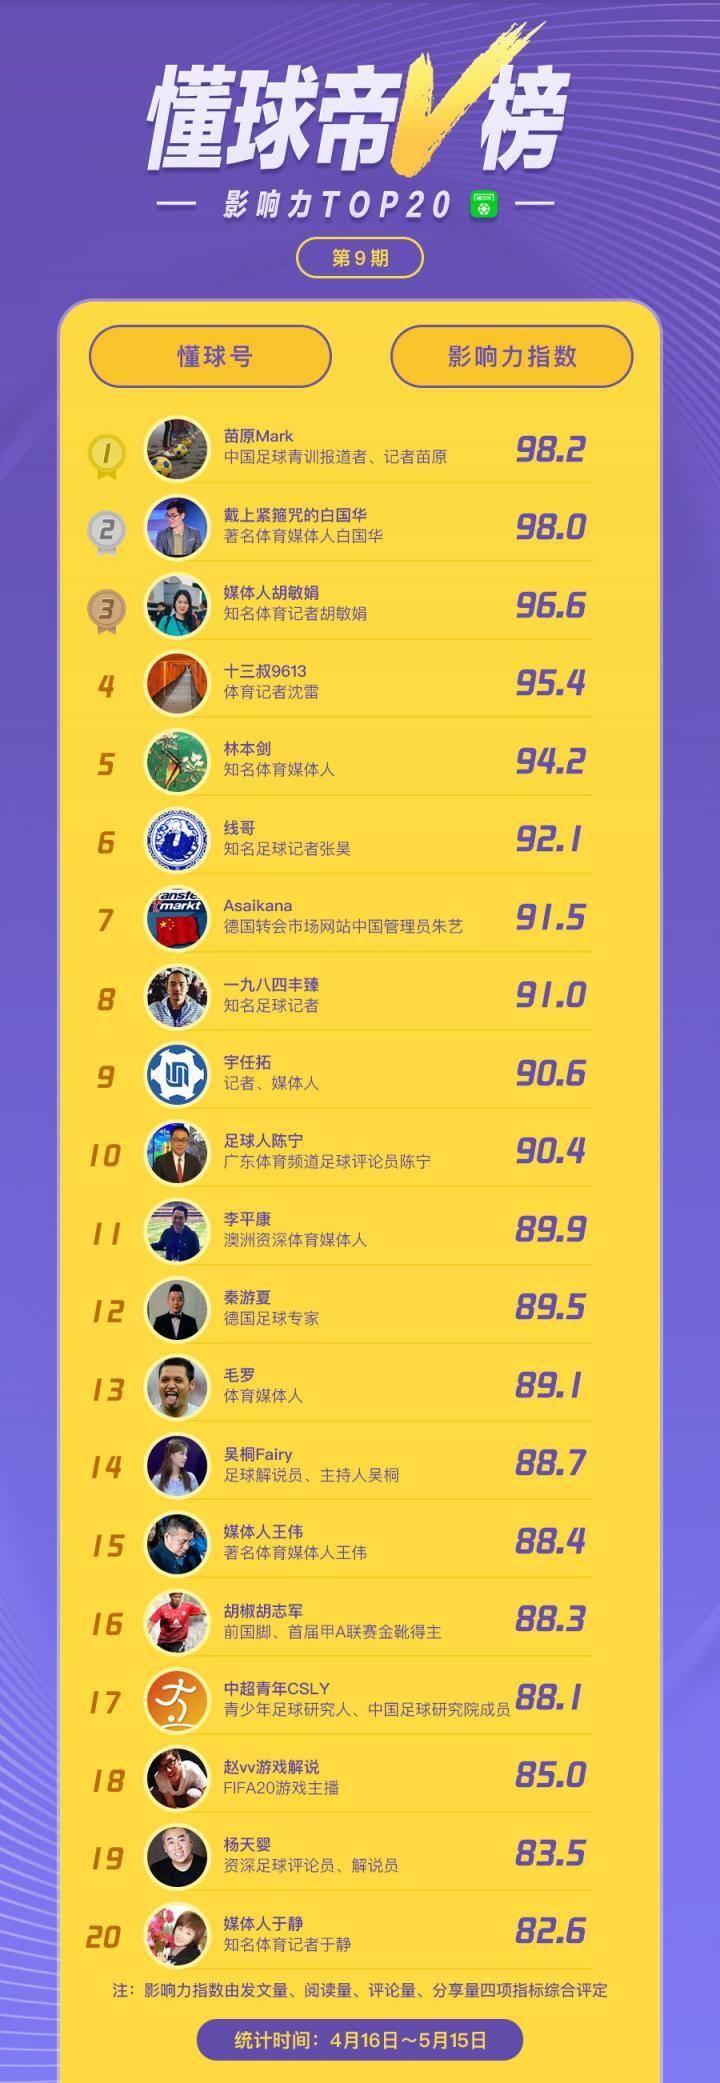 懂球帝V榜
影响力TOP20
第9期
懂球号 影响力指数
1 苗原Mark 98.2
中国足球青训报道者、记者苗原
2 戴上紧箍咒的白国华 98.0
著名体育媒体人白国华
3 媒体人胡敏娟 96.6
知名体育记者胡敏娟
4 十三叔9613 95.4
体育记者沈雷
5 林本剑 94.2
知名体育媒体人
6 线哥 92.1
知名足球记者张昊
7 Asaikana 91.5
德国转会市场网站中国管理员朱艺
8 一九八四丰臻 91.0
知名足球记者
9 宇任拓 90.6
记者、媒体人
10 足球人陈宁 90.4
广东体育频道足球评论员陈宁
11 李平康 89.9
澳洲资深体育媒体人
12 秦游夏 89.5
德国足球专家
13 毛罗 89.1
体育媒体人
14 吴桐Fairy 88.7
足球解说员、主持人吴桐
15 媒体人王伟 88.4
著名体育媒体人王伟
16 胡椒胡志军 88.3
前国脚、首届甲A联赛金靴得主
17 中超青年CSLY 88.1
青少年足球研究人、中国足球研究院成员
18 赵vv游戏解说 85.0
FIFA20游戏主播
19 杨天婴 83.5
资深足球评论员、解说员
20 媒体人于静 82.6
知名体育记者于静
注：影响力指数由发文量、阅读量、评论量、分享量四项指标综合评定
统计时间：4月16日～5月15日